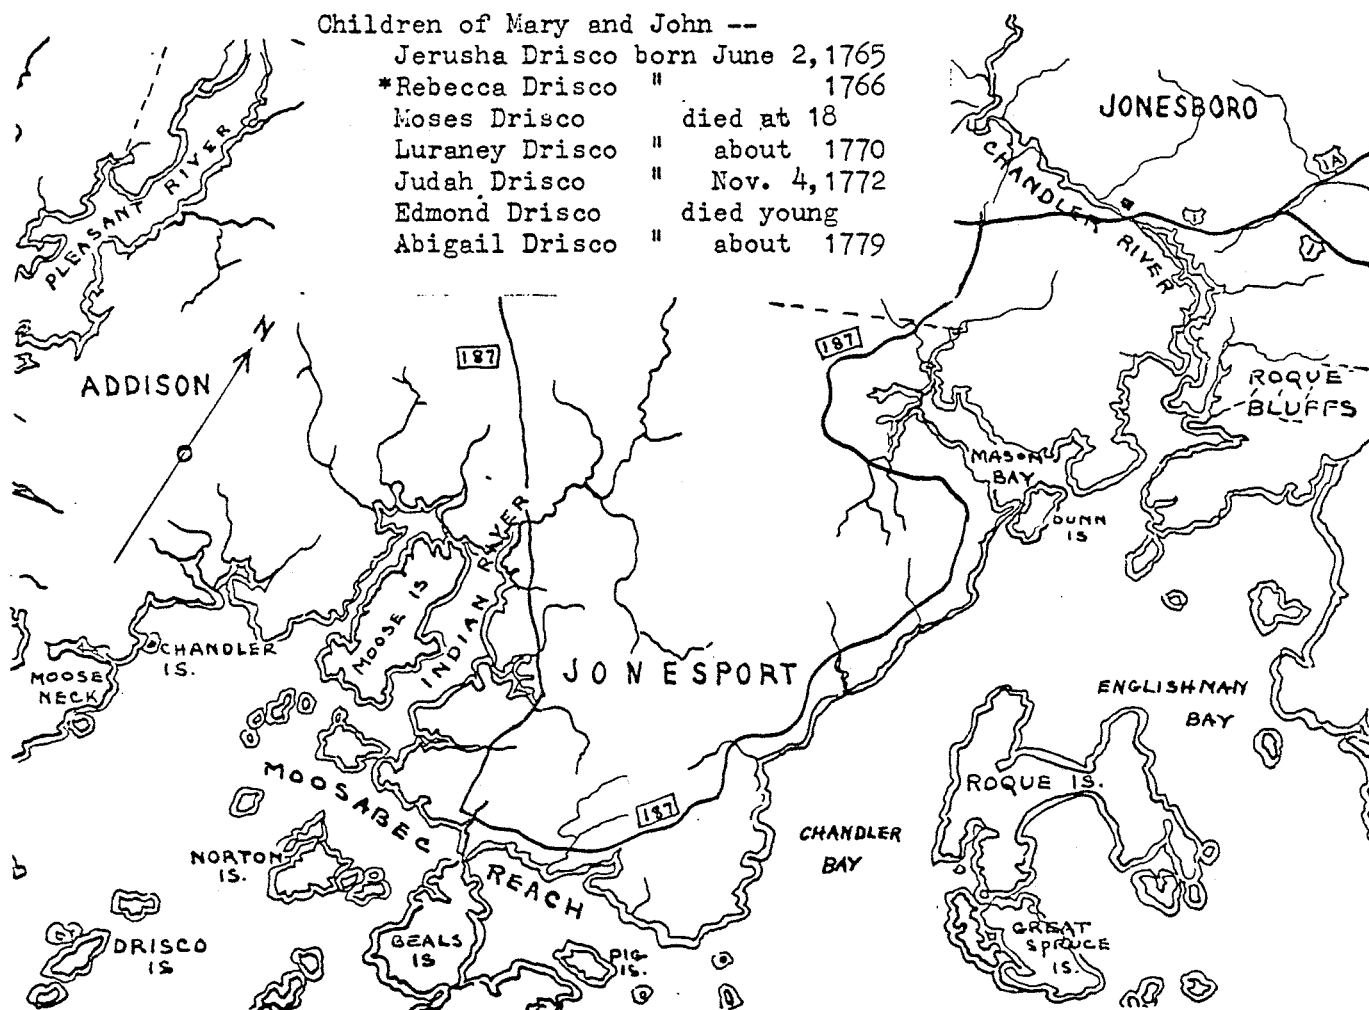 Children of Mary and John --
Jerusha Drisco born June 2, 1765
*Rebecca Drisco " 1766
Moses Drisco died at 18
Luraney Drisco " about 1770
Judah Drisco " Nov. 4, 1772
Edmond Drisco died young
Abigail Drisco " about 1779
JONESBORO
PLEASANT RIVER
CHANDLER RIVER
1A
1
1
N
187
187
ADDISON
ROQUE
BLUFFS
MASON
BAY
DUNN
IS
INDIAN RIVER
MOOSE IS
CHANDLER
IS.
MOOSE
NECK
JONESPORT
ENGLISHMAN
BAY
MOOSABEC
REACH
ROQUE IS.
187
CHANDLER
BAY
NORTON
IS.
DRISCO
IS
BEALS
IS
PIG
IS.
GREAT
SPRUCE
IS.